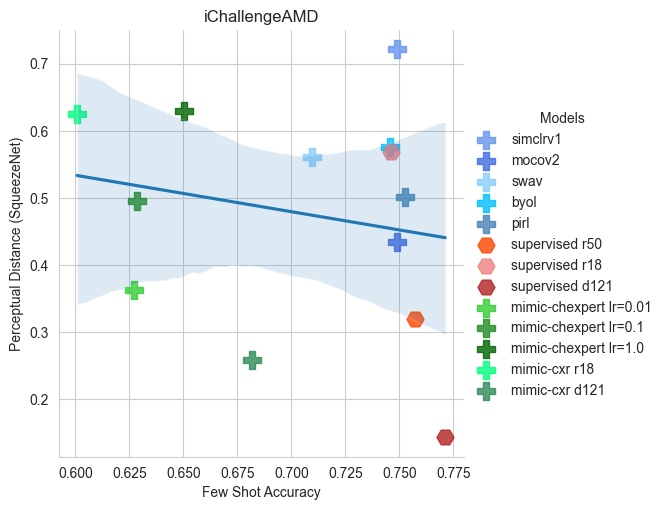 iChallengeAMD
Perceptual Distance (SqueezeNet)
0.7
0.6
0.5
0.4
0.3
0.2
0.600 0.625 0.650 0.675 0.700 0.725 0.750 0.775
Few Shot Accuracy
Models
simclrv1
mocov2
swav
byol
pirl
supervised r50
supervised r18
supervised d121
mimic-chexpert lr=0.01
mimic-chexpert lr=0.1
mimic-chexpert lr=1.0
mimic-cxr r18
mimic-cxr d121